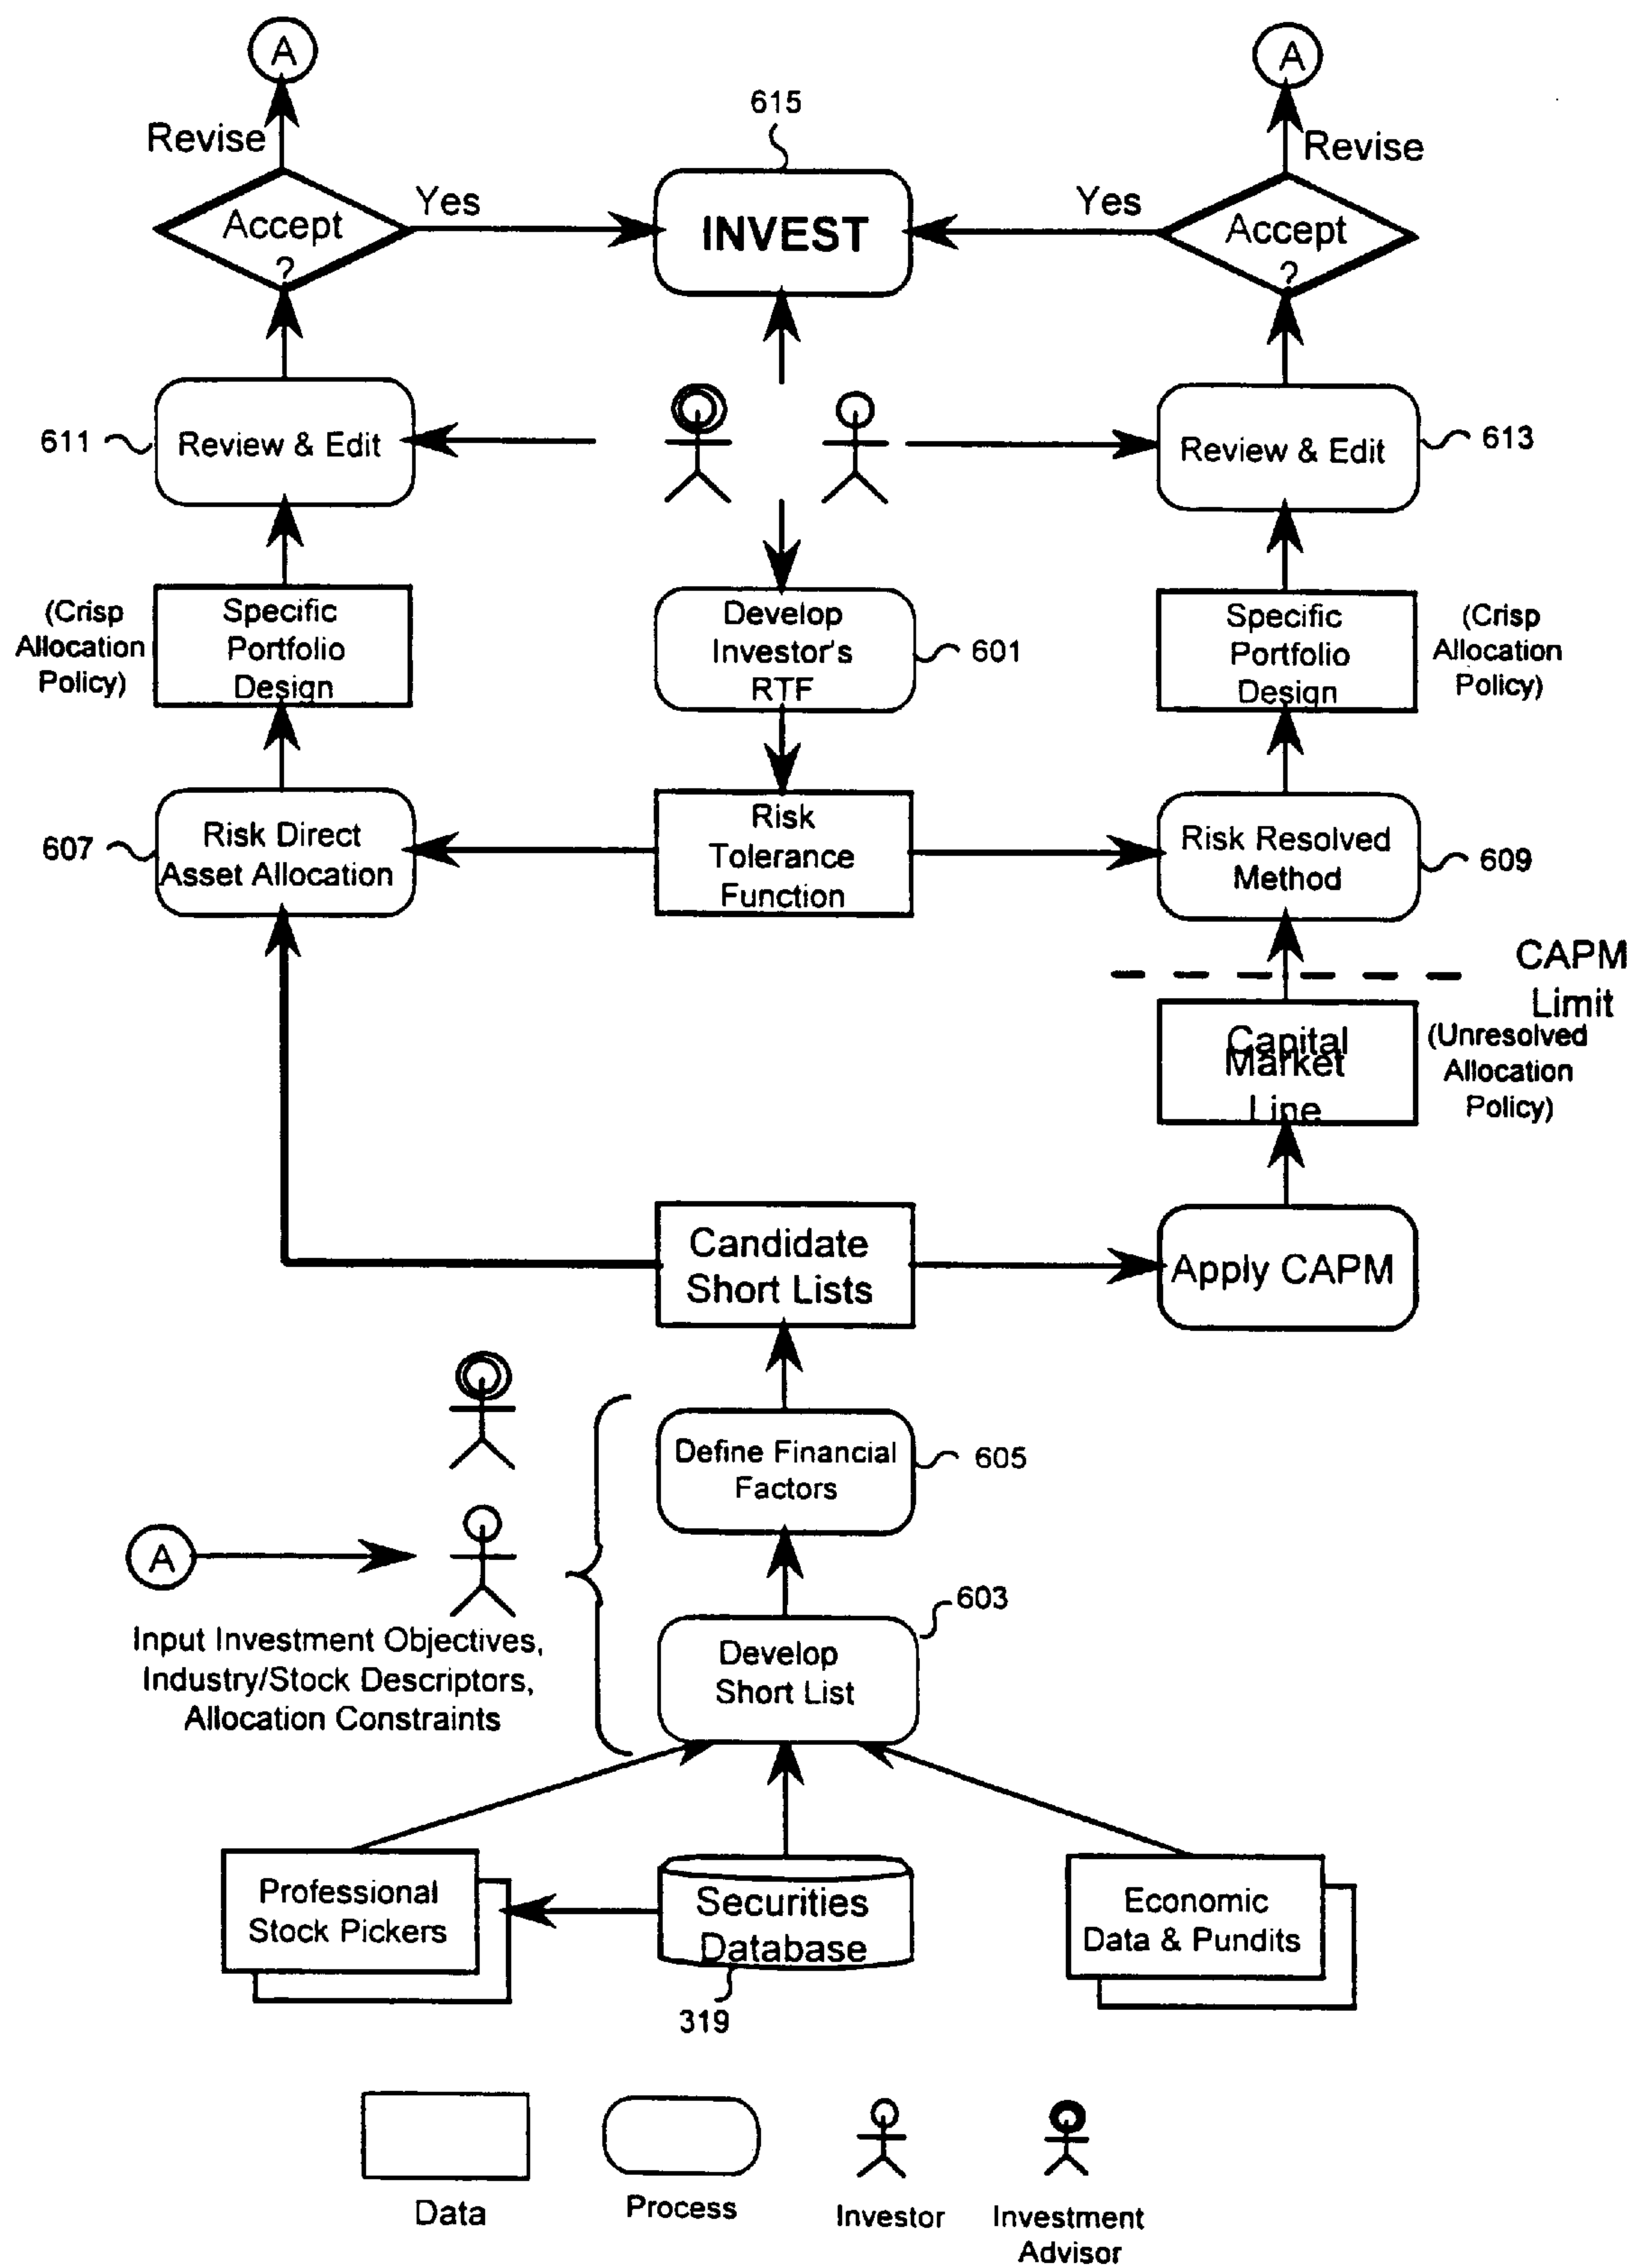 A
A
615
Revise
Revise
Yes
Yes
Accept
?
INVEST
Accept
?
611
Review & Edit
Review & Edit
613
(Crisp
Allocation
Policy)
Specific
Portfolio
Design
Develop
Investor's
RTF
601
Specific
Portfolio
Design
(Crisp
Allocation
Policy)
607
Risk Direct
Asset Allocation
Risk
Tolerance
Function
Risk Resolved
Method
609
CAPM
Limit
Capital
Market
Line
(Unresolved
Allocation
Policy)
Candidate
Short Lists
Apply CAPM
Define Financial
Factors
605
A
603
Input Investment Objectives,
Industry/Stock Descriptors,
Allocation Constraints
Develop
Short List
Professional
Stock Pickers
Securities
Database
Economic
Data & Pundits
319
Data
Process
Investor
Investment
Advisor